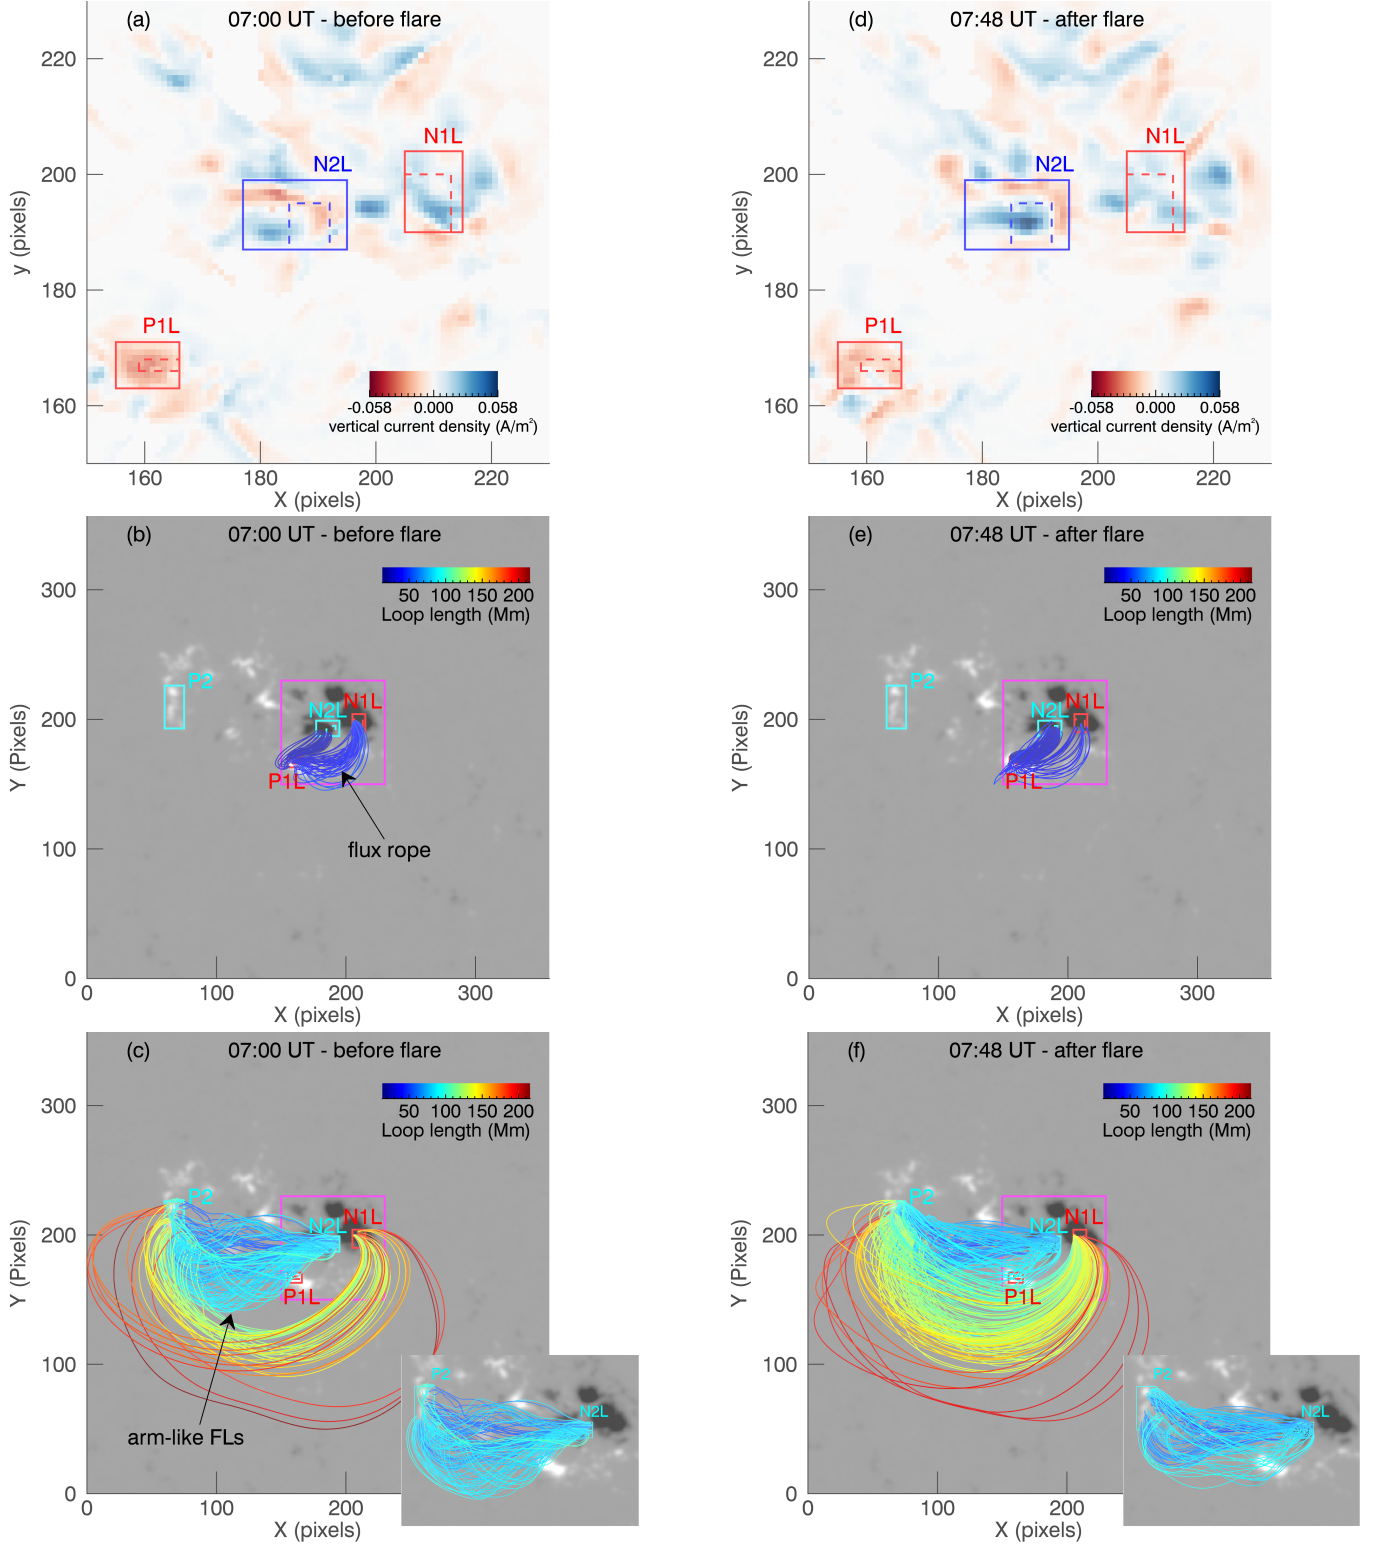 (a) 07:00 UT - before flare
220
200
180
160
y (pixels)
N1L
N2L
P1L
-0.058 0.000 0.058
vertical current density (A/m²)
160 180 200 220
X (pixels)
(d) 07:48 UT - after flare
220
200
180
160
y (pixels)
N1L
N2L
P1L
-0.058 0.000 0.058
vertical current density (A/m²)
160 180 200 220
X (pixels)
(b) 07:00 UT - before flare
50 100 150 200
Loop length (Mm)
300
200
100
0
Y (Pixels)
P2
N1L
N2L
P1L
flux rope
0 100 200 300
X (pixels)
(e) 07:48 UT - after flare
50 100 150 200
Loop length (Mm)
300
200
100
0
Y (Pixels)
P2
N1L
N2L
P1L
0 100 200 300
X (pixels)
(c) 07:00 UT - before flare
50 100 150 200
Loop length (Mm)
300
200
100
0
Y (Pixels)
P2
N1L
N2L
P1L
arm-like FLs
P2
N2L
0 100 200
X (pixels)
(f) 07:48 UT - after flare
50 100 150 200
Loop length (Mm)
300
200
100
0
Y (Pixels)
P2
N1L
N2L
P1L
P2
N2L
0 100 200
X (pixels)